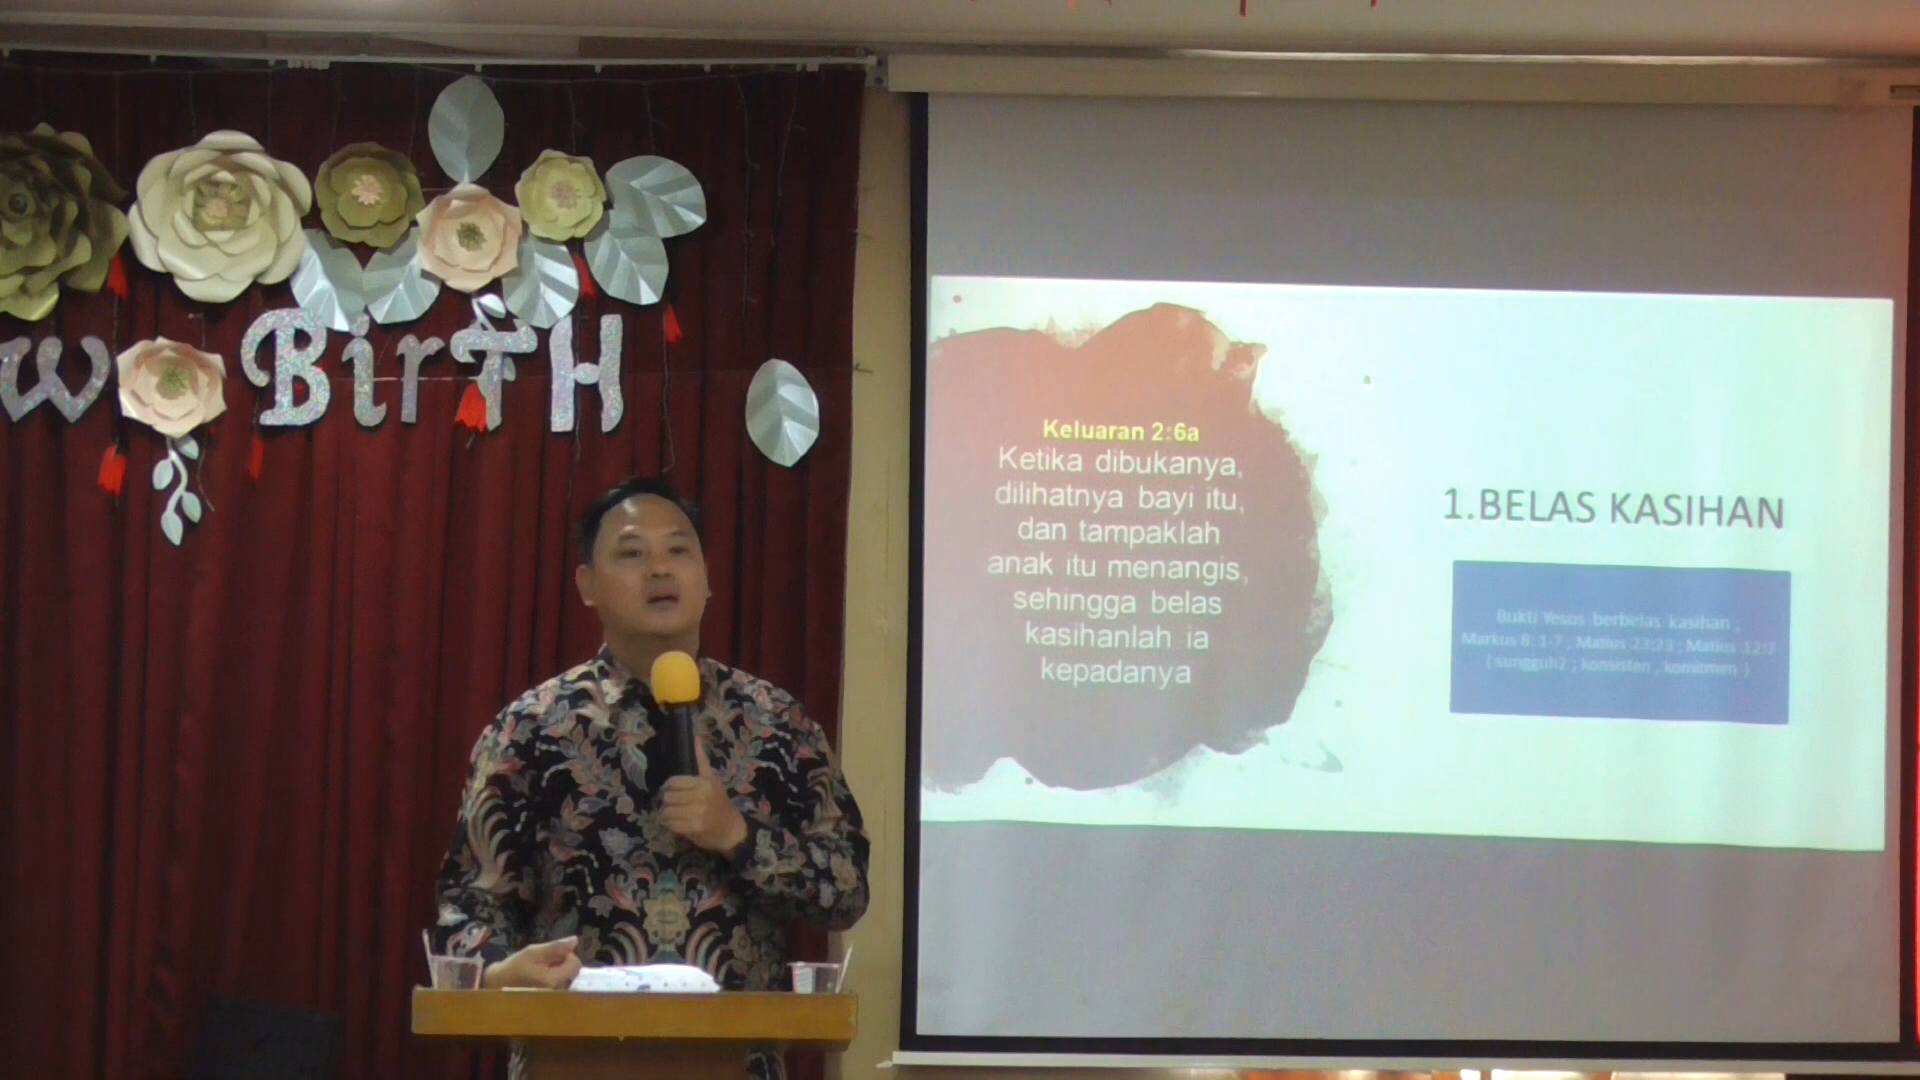 w BirTH
Keluaran 2:6a
Ketika dibukanya,
dilihatnya bayi itu,
dan tampaklah
anak itu menangis,
sehingga belas
kasihanlah ia
kepadanya
1.BELAS KASIHAN
Bukti Yesus berbelas kasihan ;
Markus 8: 1-7 ; Matius 23:23 ; Matius 12:7
( sungguh2 ; konsisten , komitmen )